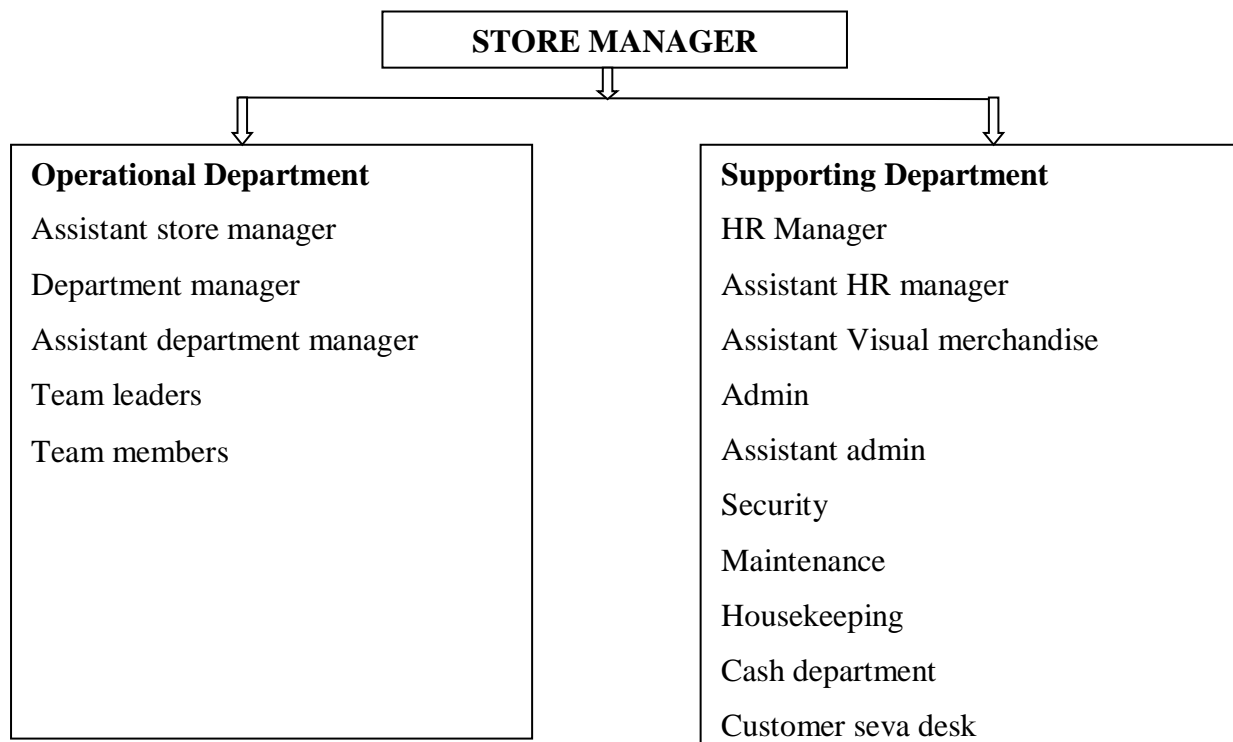 STORE MANAGER
Operational Department
Assistant store manager
Department manager
Assistant department manager
Team leaders
Team members
Supporting Department
HR Manager
Assistant HR manager
Assistant Visual merchandise
Admin
Assistant admin
Security
Maintenance
Housekeeping
Cash department
Customer seva desk